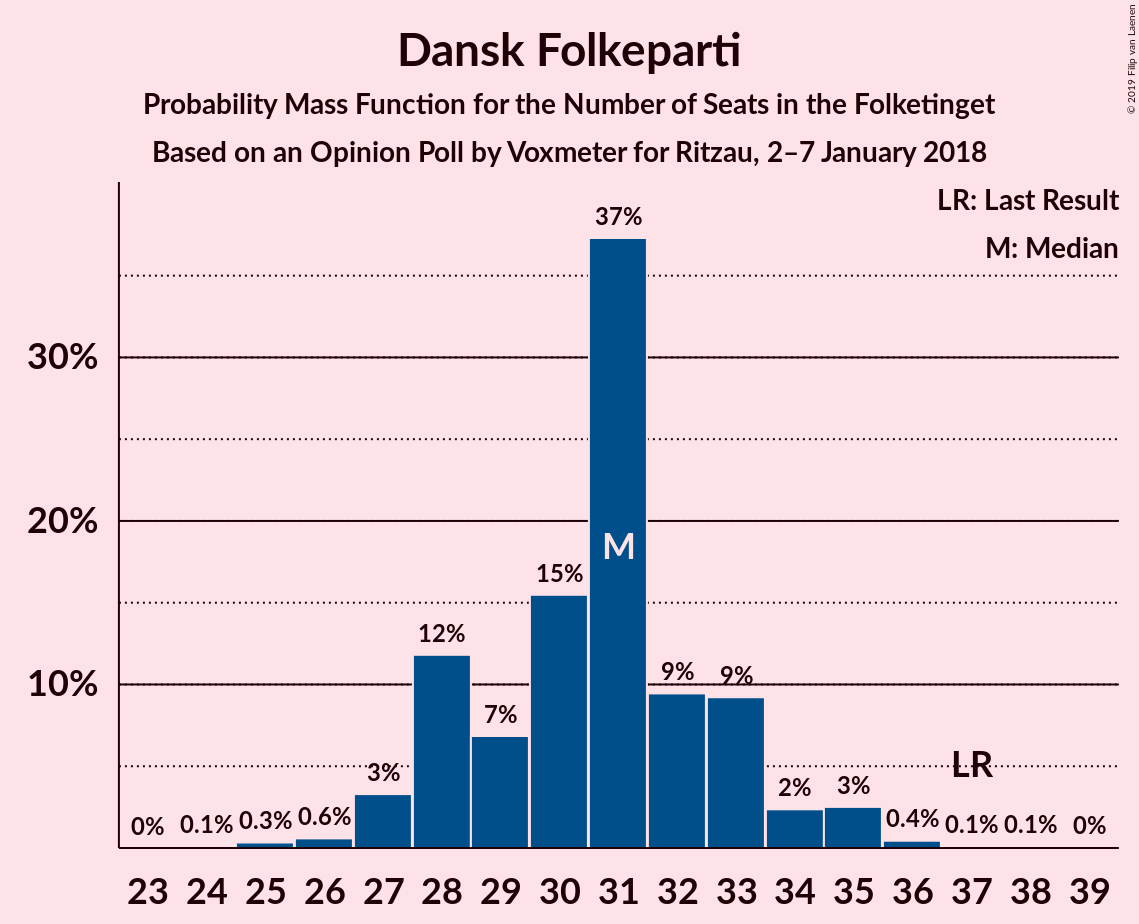 Dansk Folkeparti
Probability Mass Function for the Number of Seats in the Folketinget
Based on an Opinion Poll by Voxmeter for Ritzau, 2–7 January 2018
© 2019 Filip van Laenen
LR: Last Result
M: Median
37%
30%
20%
M
15%
12%
10%
9%
9%
7%
3%
LR
2%
3%
0%
0.1%
0.3%
0.6%
0.4%
0.1%
0.1%
0%
23 24 25 26 27 28 29 30 31 32 33 34 35 36 37 38 39